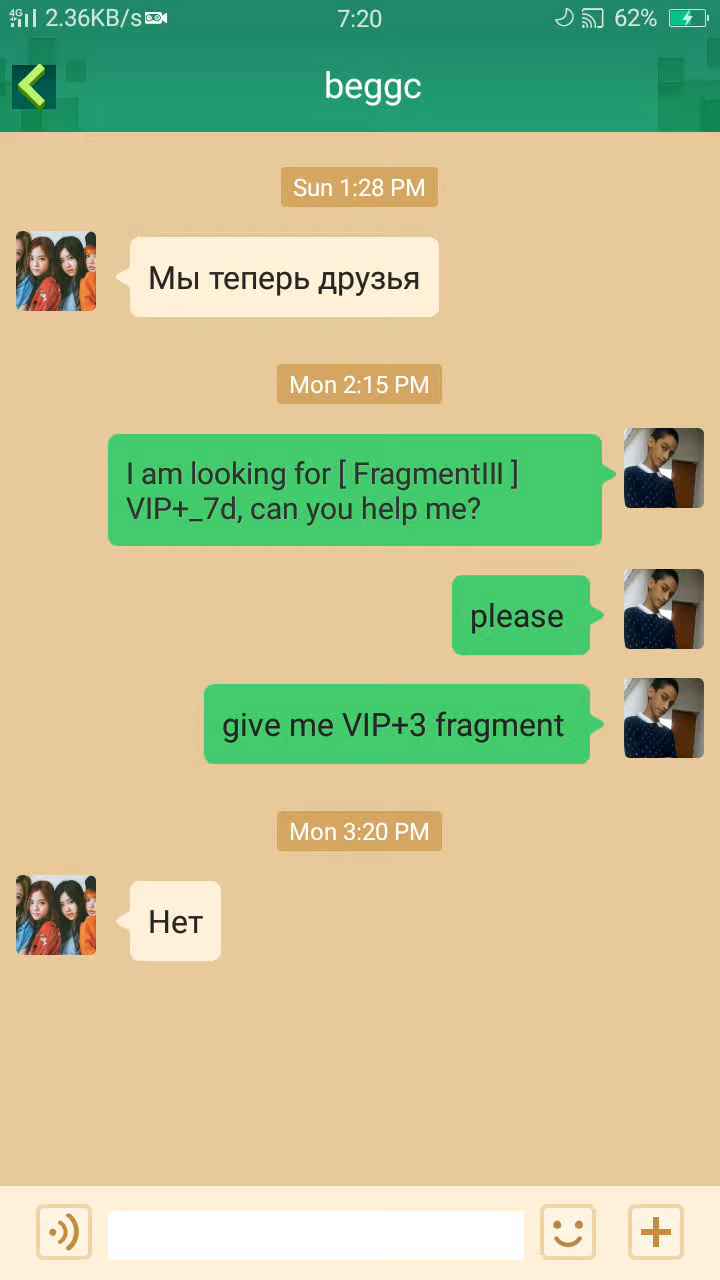 4G 2.36KB/s 7:20 62%
beggc
Sun 1:28 PM
Мы теперь друзья
Mon 2:15 PM
I am looking for [ FragmentIII ]
VIP+_7d, can you help me?
please
give me VIP+3 fragment
Mon 3:20 PM
Нет